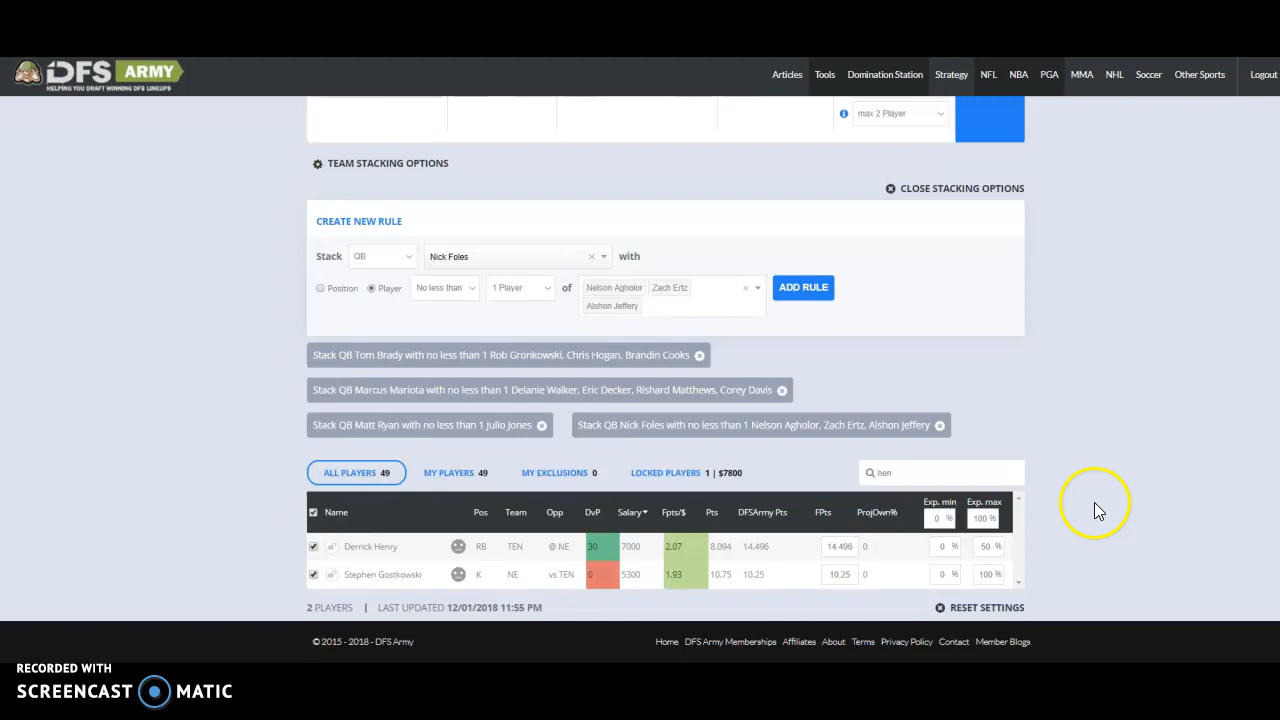 DFS ARMY
HELPING YOU DRAFT WINNING DFS LINEUPS
Articles Tools Domination Station Strategy NFL NBA PGA MMA NHL Soccer Other Sports Logout
max 2 Player
TEAM STACKING OPTIONS
CLOSE STACKING OPTIONS
CREATE NEW RULE
Stack QB Nick Foles with
Position Player No less than 1 Player of Nelson Agholor Zach Ertz
Alshon Jeffery
ADD RULE
Stack QB Tom Brady with no less than 1 Rob Gronkowski, Chris Hogan, Brandin Cooks
Stack QB Marcus Mariota with no less than 1 Delanie Walker, Eric Decker, Rishard Matthews, Corey Davis
Stack QB Matt Ryan with no less than 1 Julio Jones Stack QB Nick Foles with no less than 1 Nelson Agholor, Zach Ertz, Alshon Jeffery
ALL PLAYERS 49 MY PLAYERS 49 MY EXCLUSIONS 0 LOCKED PLAYERS 1 | $7800 hen
Name Pos Team Opp DvP Salary Fpts/$ Pts DFSArmy Pts FPts ProjOwn% Exp. min Exp. max
0 % 100 %
Derrick Henry RB TEN @ NE 30 7000 2.07 8.094 14.496 14.496 0 0 % 50 %
Stephen Gostkowski K NE vs TEN 0 5300 1.93 10.75 10.25 10.25 0 0 % 100 %
2 PLAYERS | LAST UPDATED 12/01/2018 11:55 PM RESET SETTINGS
© 2015 - 2018 - DFS Army Home DFS Army Memberships Affiliates About Terms Privacy Policy Contact Member Blogs
RECORDED WITH
SCREENCAST MATIC